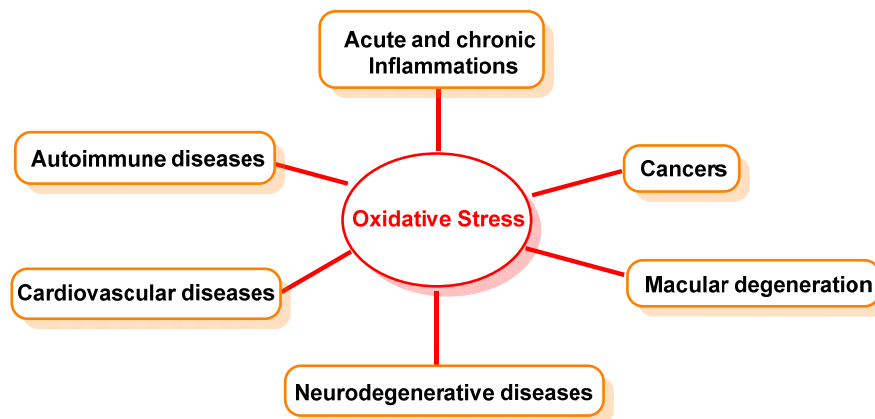 Acute and chronic
Inflammations
Autoimmune diseases
Cancers
Oxidative Stress
Cardiovascular diseases
Macular degeneration
Neurodegenerative diseases